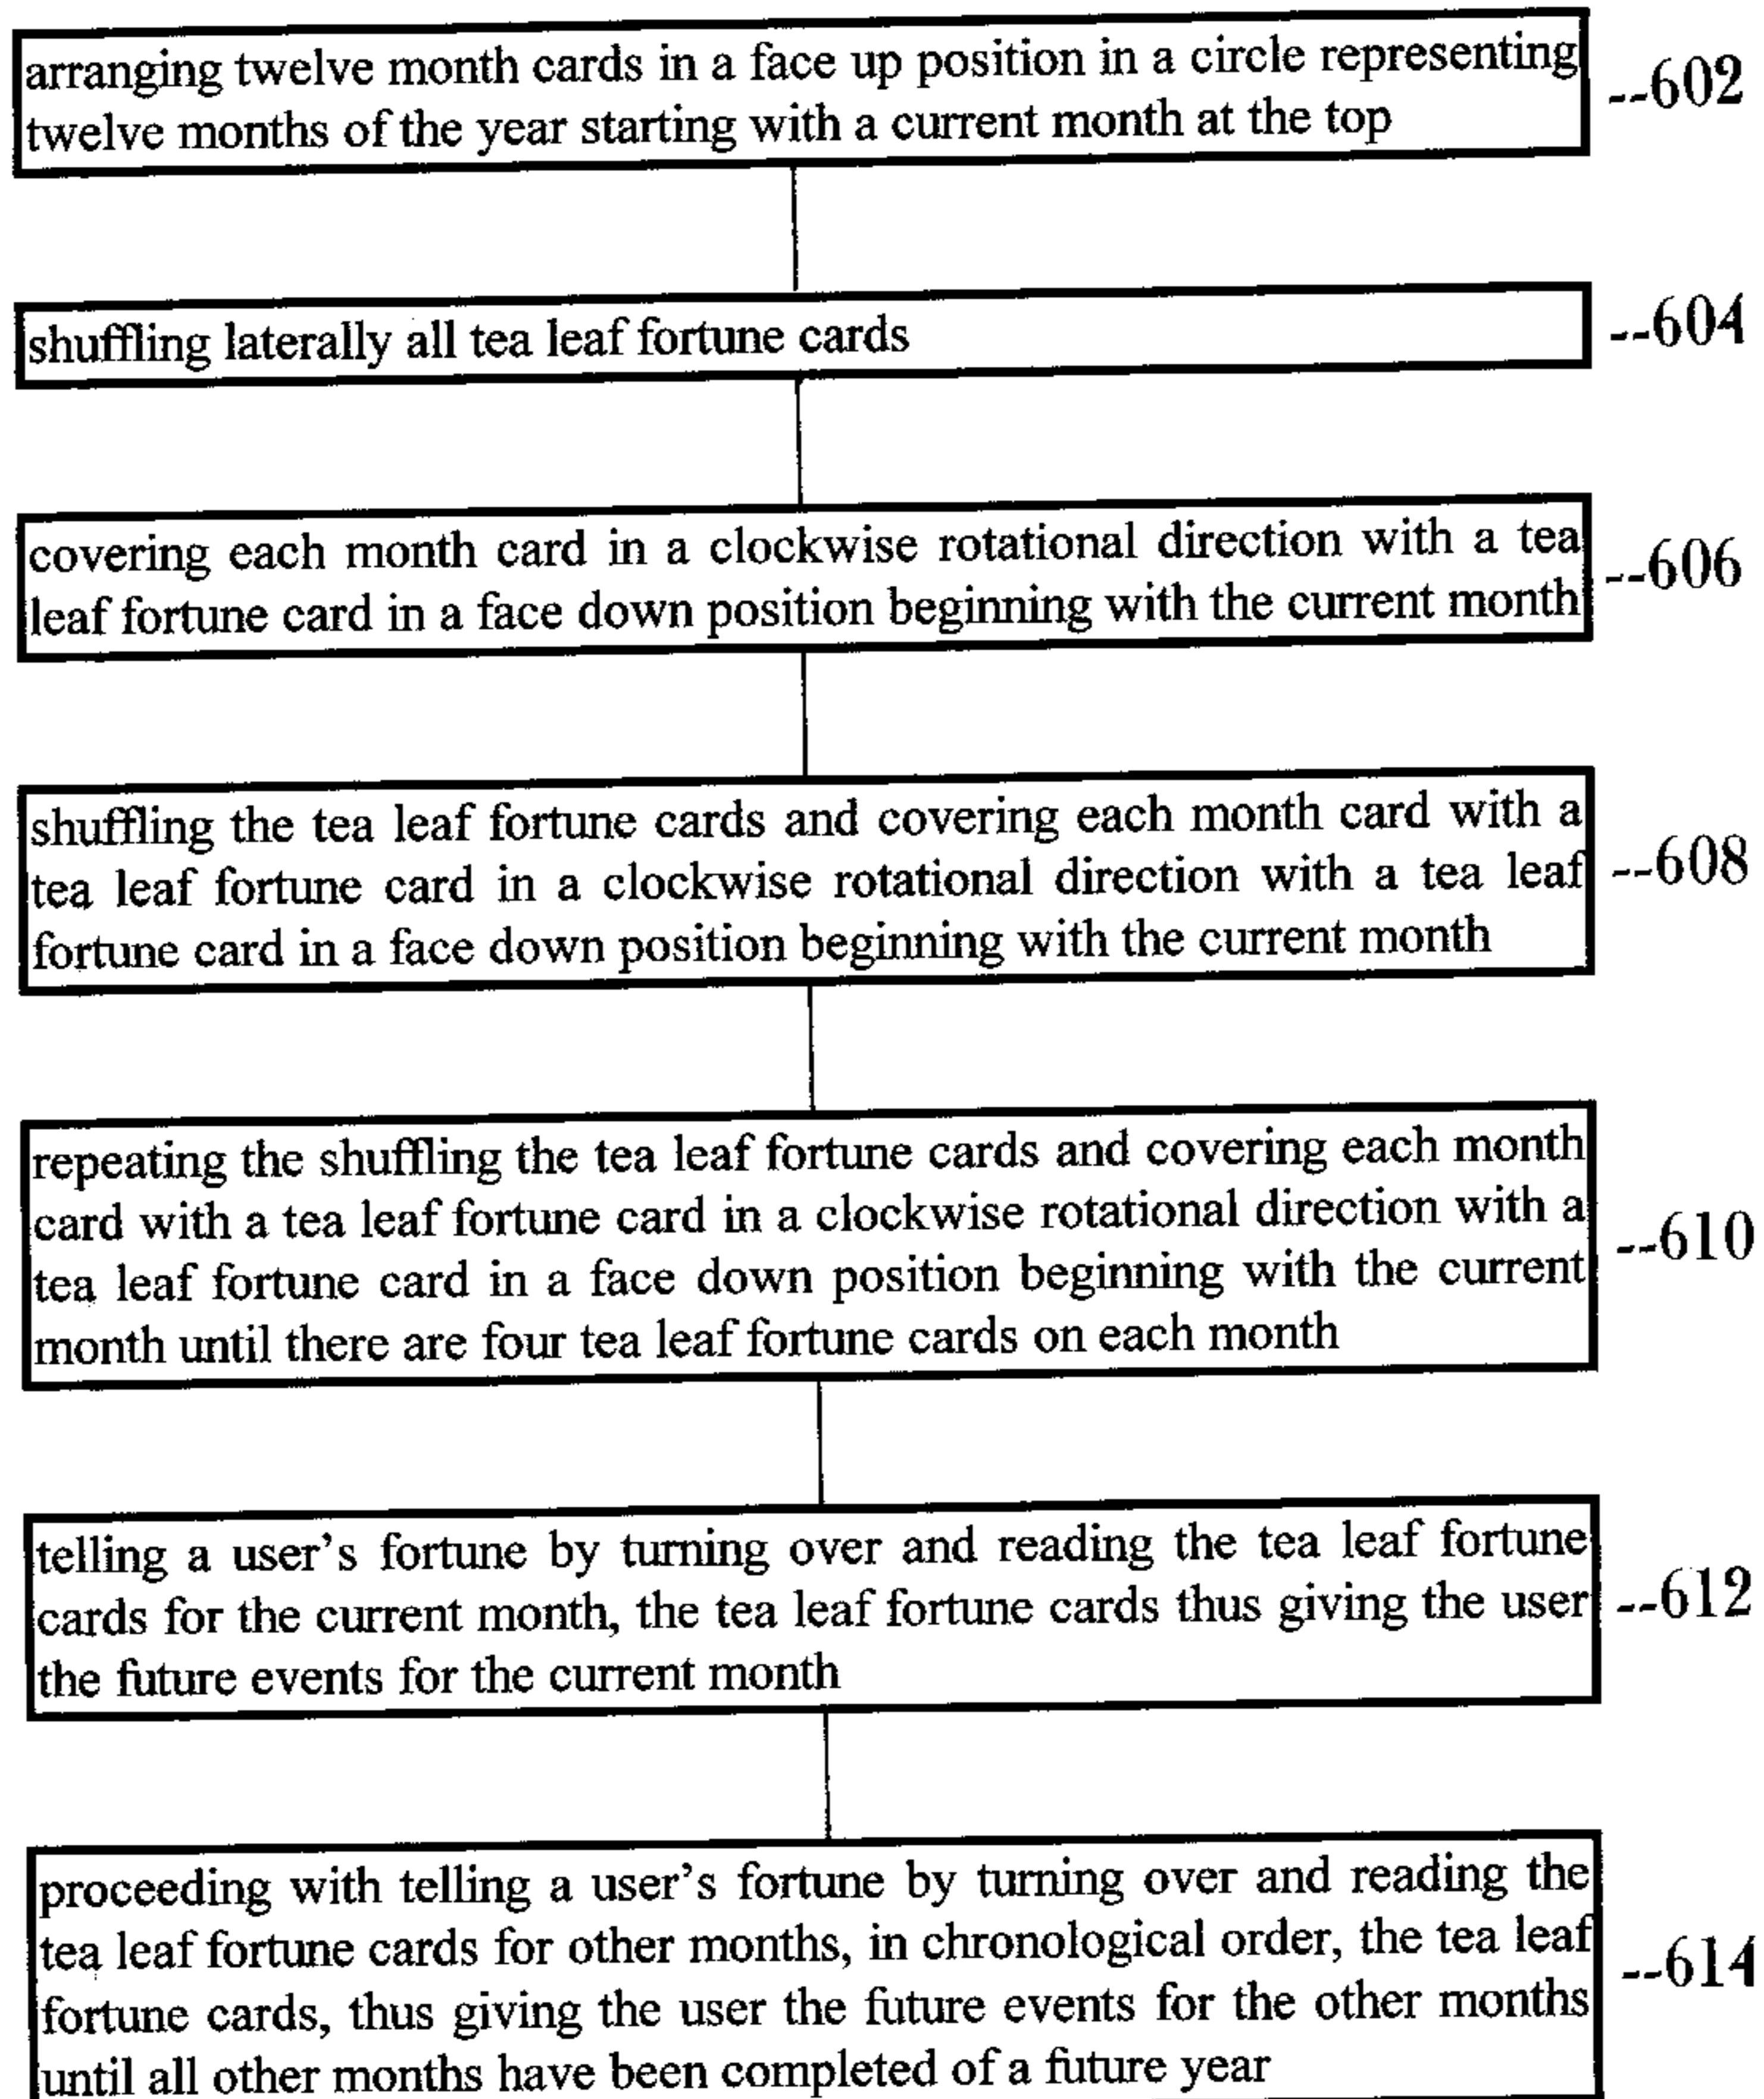 arranging twelve month cards in a face up position in a circle representing
twelve months of the year starting with a current month at the top
--602
shuffling laterally all tea leaf fortune cards
--604
covering each month card in a clockwise rotational direction with a tea
leaf fortune card in a face down position beginning with the current month
--606
shuffling the tea leaf fortune cards and covering each month card with a
tea leaf fortune card in a clockwise rotational direction with a tea leaf
fortune card in a face down position beginning with the current month
--608
repeating the shuffling the tea leaf fortune cards and covering each month
card with a tea leaf fortune card in a clockwise rotational direction with a
tea leaf fortune card in a face down position beginning with the current
month until there are four tea leaf fortune cards on each month
--610
telling a user's fortune by turning over and reading the tea leaf fortune
cards for the current month, the tea leaf fortune cards thus giving the user
the future events for the current month
--612
proceeding with telling a user's fortune by turning over and reading the
tea leaf fortune cards for other months, in chronological order, the tea leaf
fortune cards, thus giving the user the future events for the other months
until all other months have been completed of a future year
--614